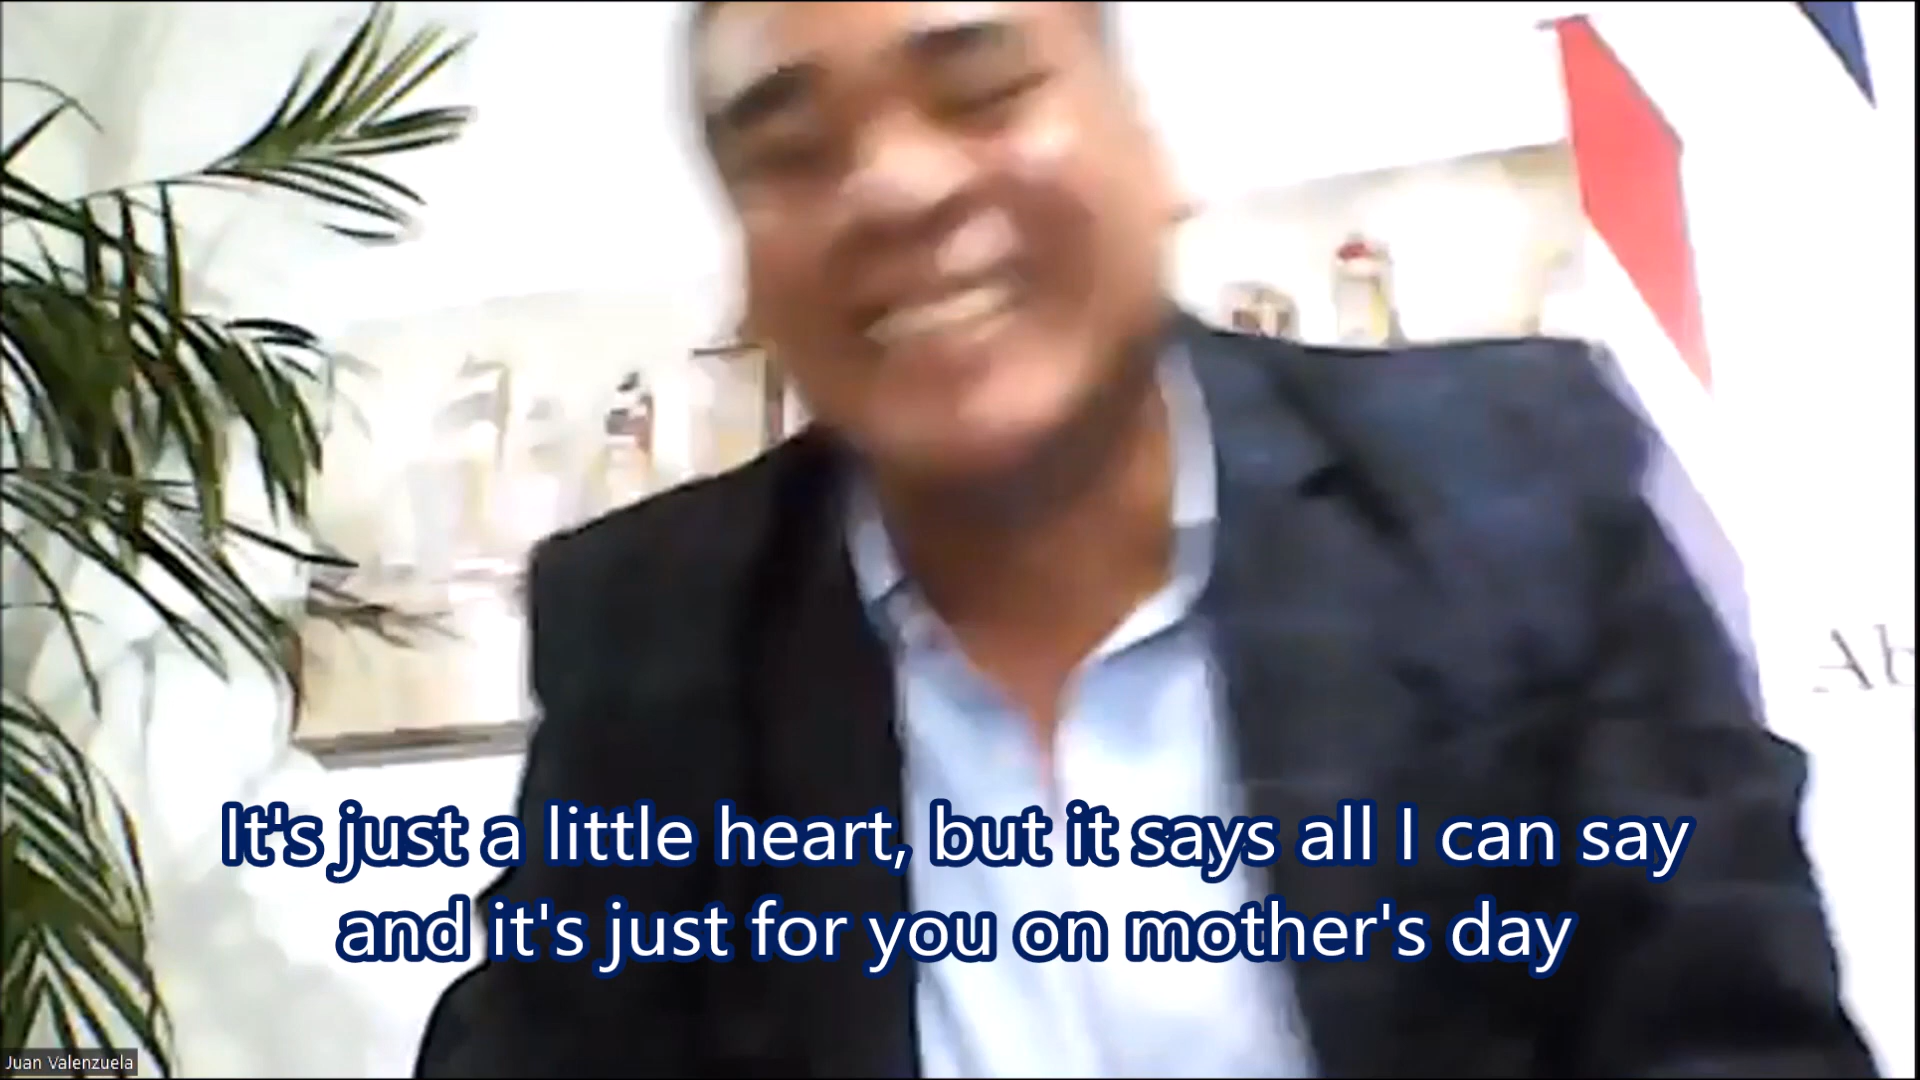 It's just a little heart, but it says all I can say
and it's just for you on mother's day
Juan Valenzuela